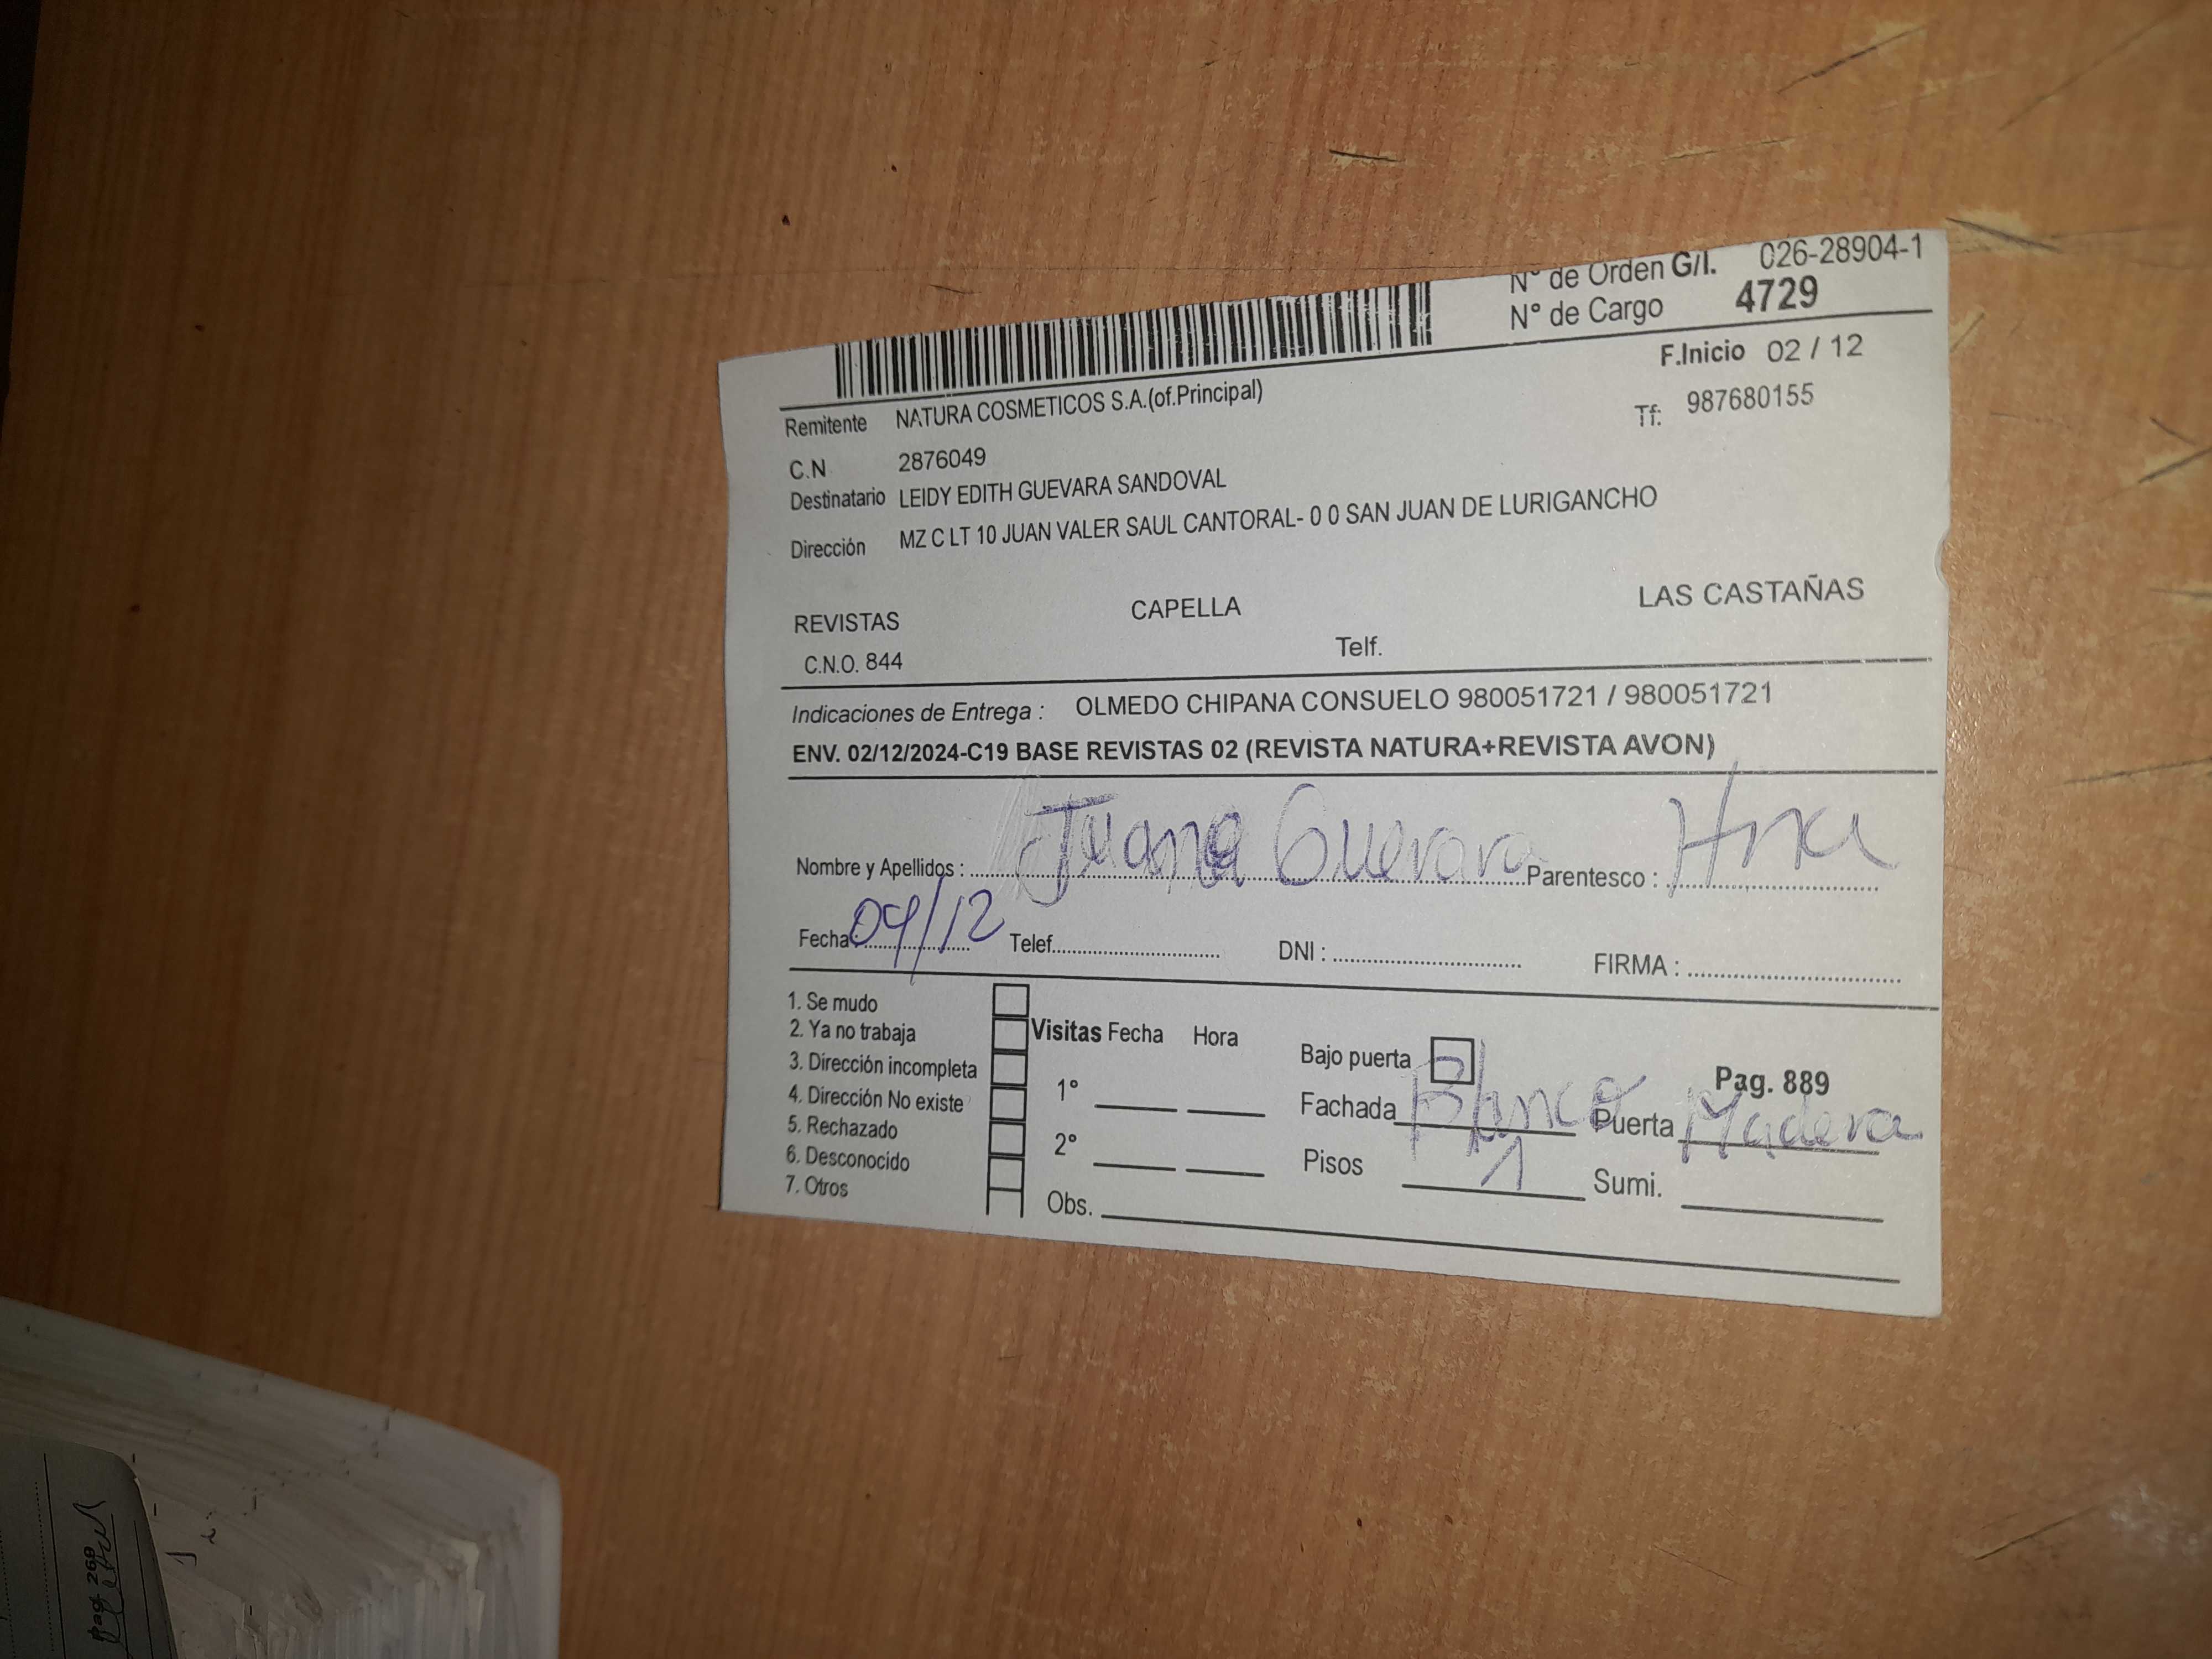 N° de Orden G/I. 026-28904-1
N° de Cargo 4729
F.Inicio 02 / 12
Remitente NATURA COSMETICOS S.A.(of.Principal) Tf: 987680155
C.N 2876049
Destinatario LEIDY EDITH GUEVARA SANDOVAL
Dirección MZ C LT 10 JUAN VALER SAUL CANTORAL- 0 0 SAN JUAN DE LURIGANCHO
REVISTAS CAPELLA LAS CASTAÑAS
C.N.O. 844 Telf.
Indicaciones de Entrega : OLMEDO CHIPANA CONSUELO 980051721 / 980051721
ENV. 02/12/2024-C19 BASE REVISTAS 02 (REVISTA NATURA+REVISTA AVON)
Nombre y Apellidos : Juana Guevara Parentesco : Hna
Fecha : 04/12 Telef. DNI : FIRMA :
1. Se mudo
2. Ya no trabaja Visitas Fecha Hora
3. Dirección incompleta Bajo puerta Pag. 889
4. Dirección No existe 1° Fachada Blanco Puerta Madera
5. Rechazado
6. Desconocido 2° Pisos 1 Sumi.
7. Otros Obs.
Pag. 269